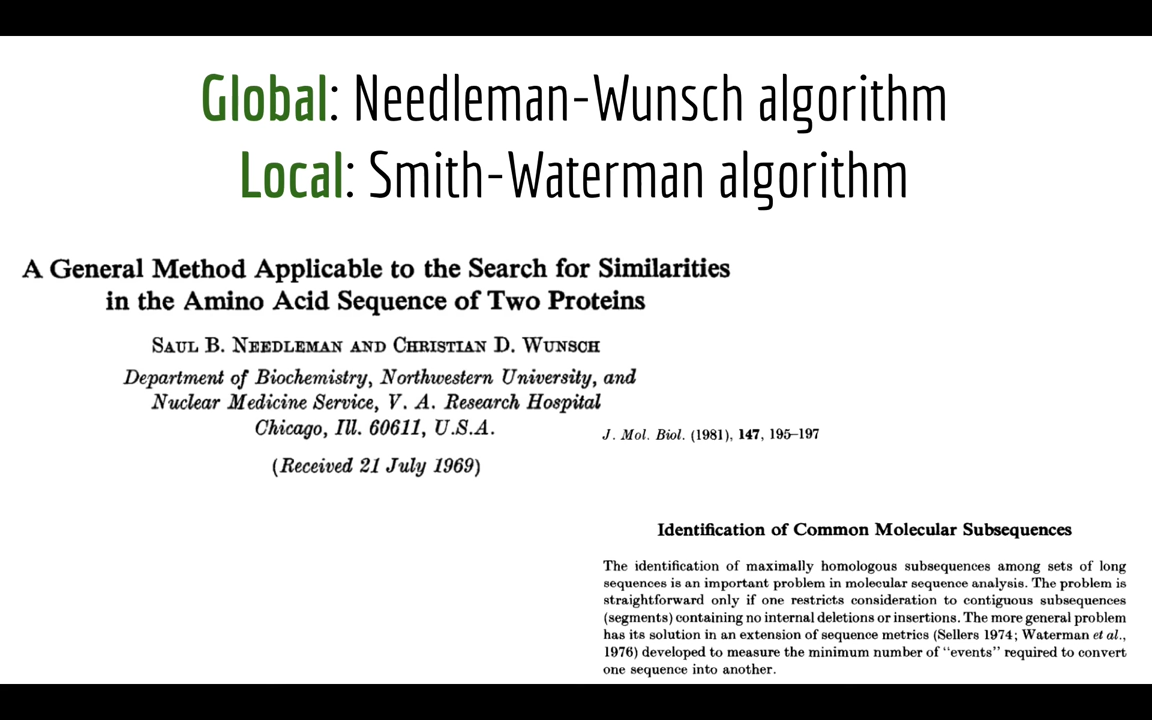 Global: Needleman-Wunsch algorithm
Local: Smith-Waterman algorithm
A General Method Applicable to the Search for Similarities
in the Amino Acid Sequence of Two Proteins
SAUL B. NEEDLEMAN AND CHRISTIAN D. WUNSCH
Department of Biochemistry, Northwestern University, and
Nuclear Medicine Service, V. A. Research Hospital
Chicago, Ill. 60611, U.S.A.
(Received 21 July 1969)
J. Mol. Biol. (1981), 147, 195–197
Identification of Common Molecular Subsequences
The identification of maximally homologous subsequences among sets of long
sequences is an important problem in molecular sequence analysis. The problem is
straightforward only if one restricts consideration to contiguous subsequences
(segments) containing no internal deletions or insertions. The more general problem
has its solution in an extension of sequence metrics (Sellers 1974; Waterman et al.,
1976) developed to measure the minimum number of “events” required to convert
one sequence into another.